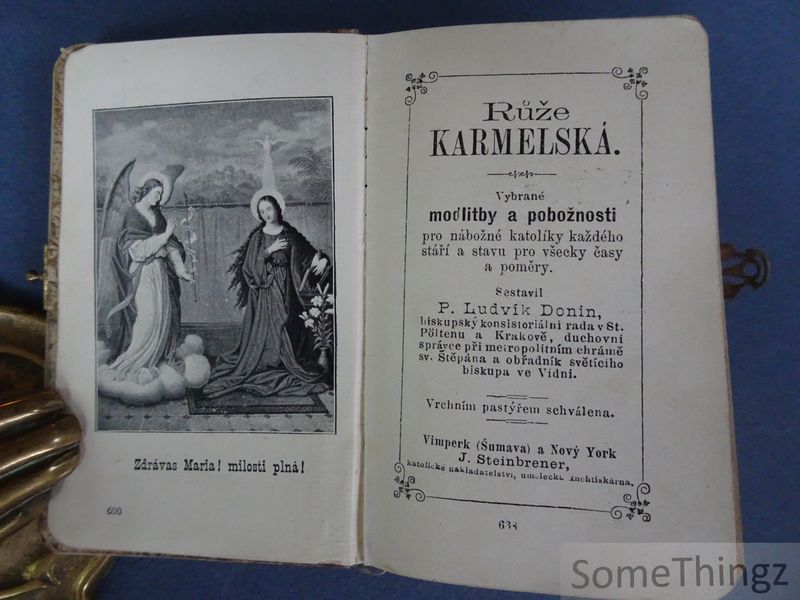 Zdrávas Maria! milosti plná!
600
Růže
KARMELSKÁ.
Vybrané
modlitby a pobožnosti
pro nábožné katolíky každého
stáří a stavu pro všecky časy
a poměry.
Sestavil
P. Ludvík Donin,
biskupský konsistoriální rada v St.
Pöltenu a Krakově, duchovní
správce při metropolitním chrámě
sv. Štěpána a obřadník světícího
biskupa ve Vídni.
Vrchním pastýřem schválena.
Vimperk (Šumava) a Nový York
J. Steinbrener,
katolické nakladatelství, umělecká knihtiskárna.
638
SomeThingz